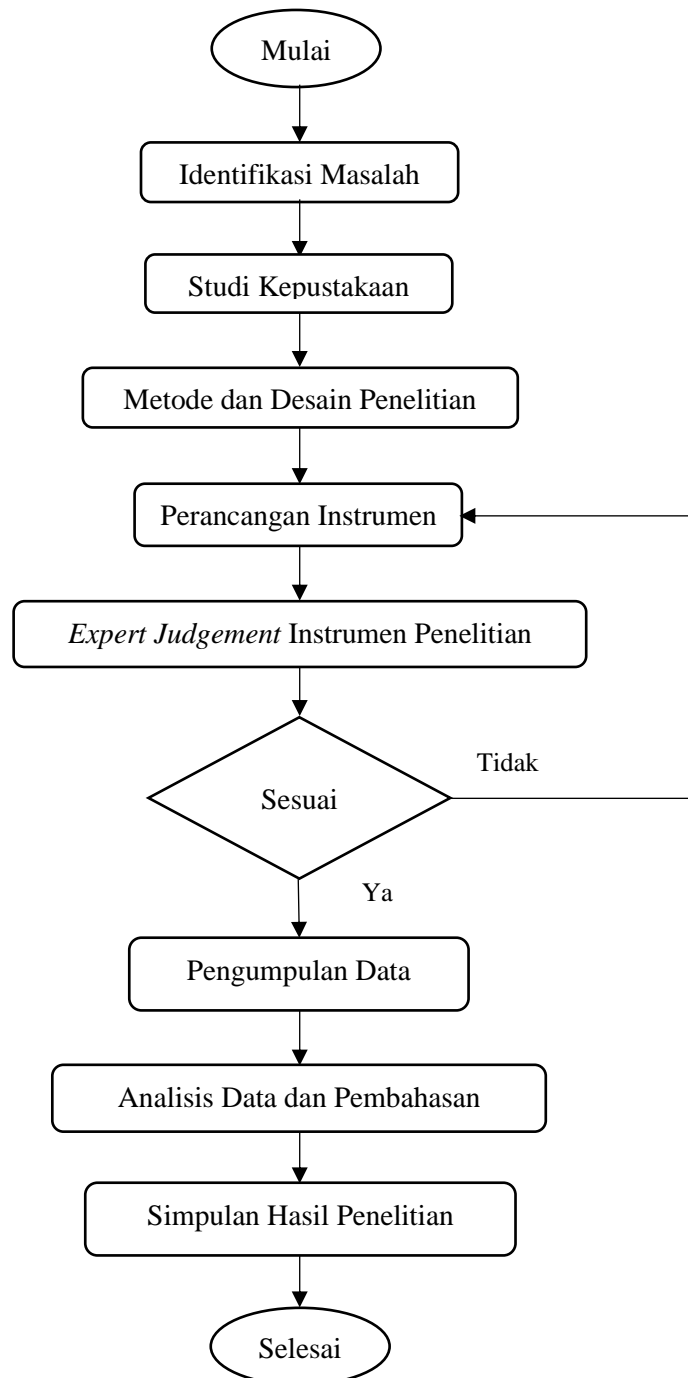 Mulai
Identifikasi Masalah
Studi Kepustakaan
Metode dan Desain Penelitian
Perancangan Instrumen
Expert Judgement Instrumen Penelitian
Sesuai
Tidak
Ya
Pengumpulan Data
Analisis Data dan Pembahasan
Simpulan Hasil Penelitian
Selesai